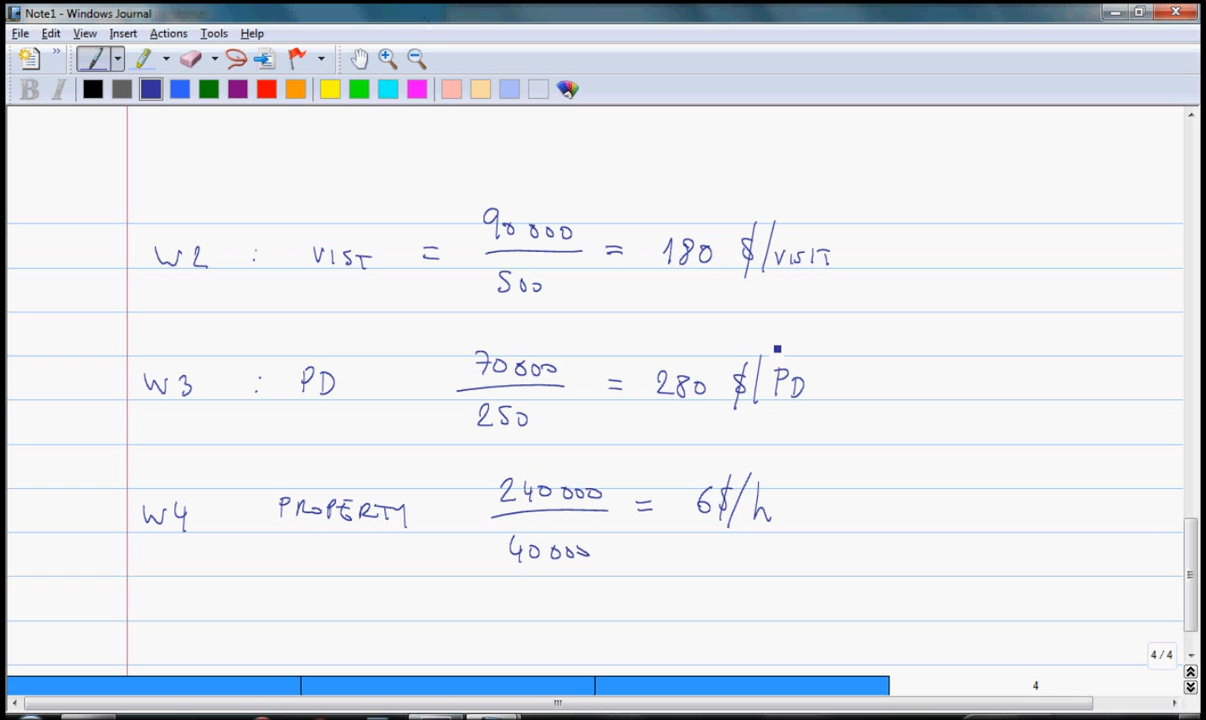 Note1 - Windows Journal
File Edit View Insert Actions Tools Help
B I
90 000
W2 : VIST = = 180 $/VISIT
500
70 000
W3 : PD = 280 $/PD
250
240 000
W4 PROPERTY = 6$/h
40 000
4 / 4
4